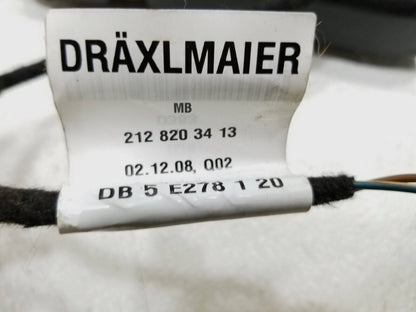 DRÄXLMAIER
MB
212 820 34 13
02.12.08, Q02
DB 5 E278 1 20